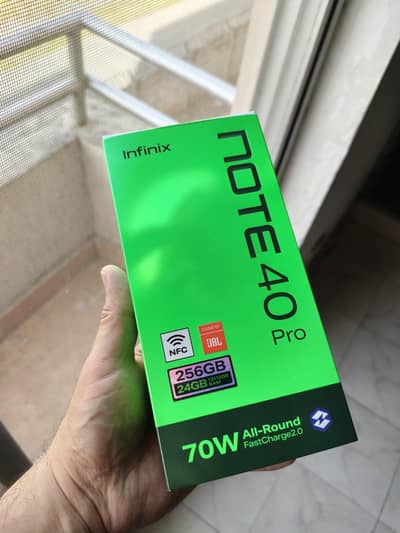 Infinix
NOTE 40
Pro
NFC
JBL
256GB
24GB
70W All-Round
FastCharge2.0